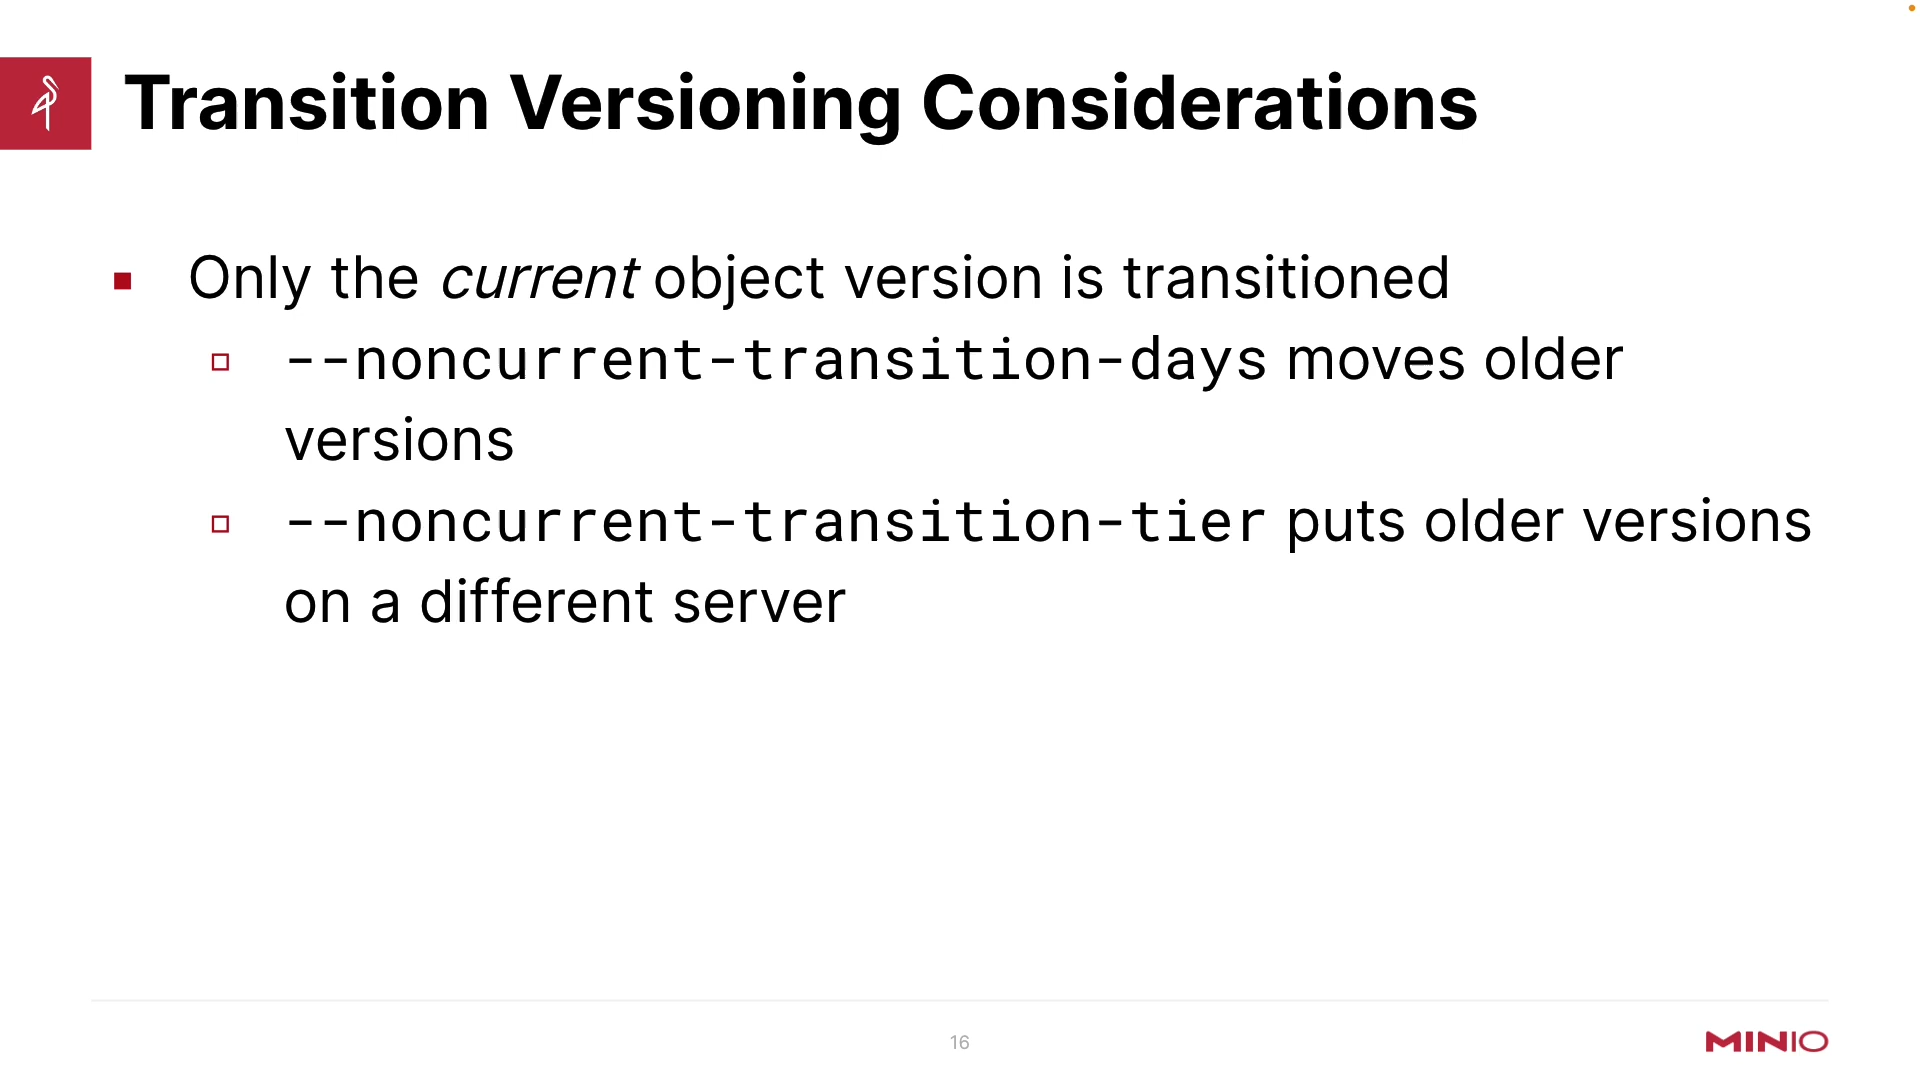 Transition Versioning Considerations
Only the current object version is transitioned
--noncurrent-transition-days moves older
versions
--noncurrent-transition-tier puts older versions
on a different server
16
MINIO